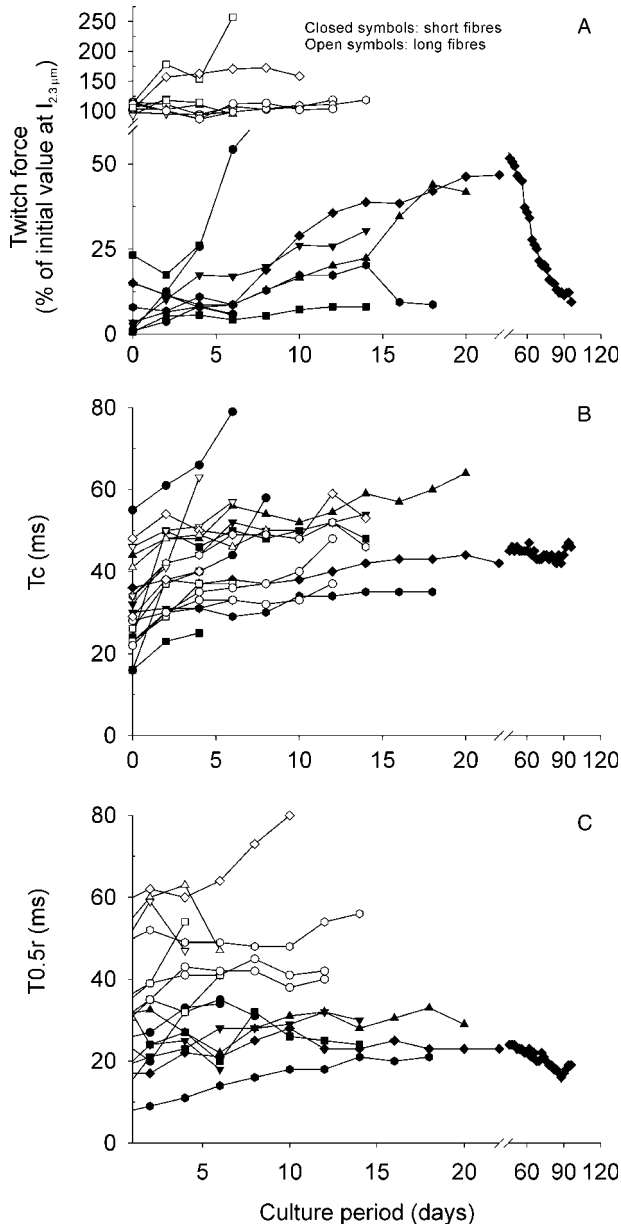 A
Closed symbols: short fibres
Open symbols: long fibres
Twitch force
(% of initial value at I2.3 μm)
250
200
150
100
50
25
0
0 5 10 15 20 60 90 120
B
Tc (ms)
80
60
40
20
0
0 5 10 15 20 60 90 120
C
T0.5r (ms)
80
60
40
20
0
5 10 15 20 60 90 120
Culture period (days)